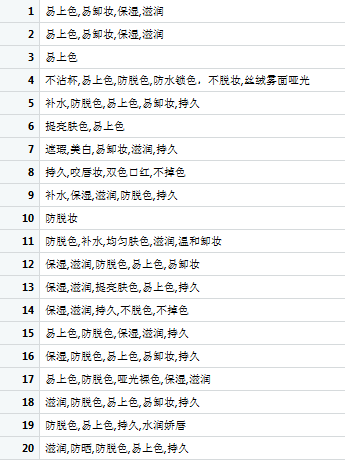 1 易上色,易卸妆,保湿,滋润
2 易上色,易卸妆,保湿,滋润
3 易上色
4 不沾杯,易上色,防脱色,防水锁色，不脱妆,丝绒雾面哑光
5 补水,防脱色,易上色,易卸妆,持久
6 提亮肤色,易上色
7 遮瑕,美白,易卸妆,滋润,持久
8 持久,咬唇妆,双色口红,不掉色
9 补水,保湿,滋润,防脱色,持久
10 防脱妆
11 防脱色,补水,均匀肤色,滋润,温和卸妆
12 保湿,滋润,防脱色,易上色,易卸妆
13 保湿,滋润,提亮肤色,易上色,持久
14 保湿,滋润,持久,不脱色,不掉色
15 易上色,防脱色,保湿,滋润,持久
16 保湿,防脱色,易上色,易卸妆,持久
17 易上色,防脱色,哑光裸色,保湿,滋润
18 滋润,防脱色,易上色,易卸妆,持久
19 防脱色,易上色,持久,水润娇唇
20 滋润,防晒,防脱色,易上色,持久